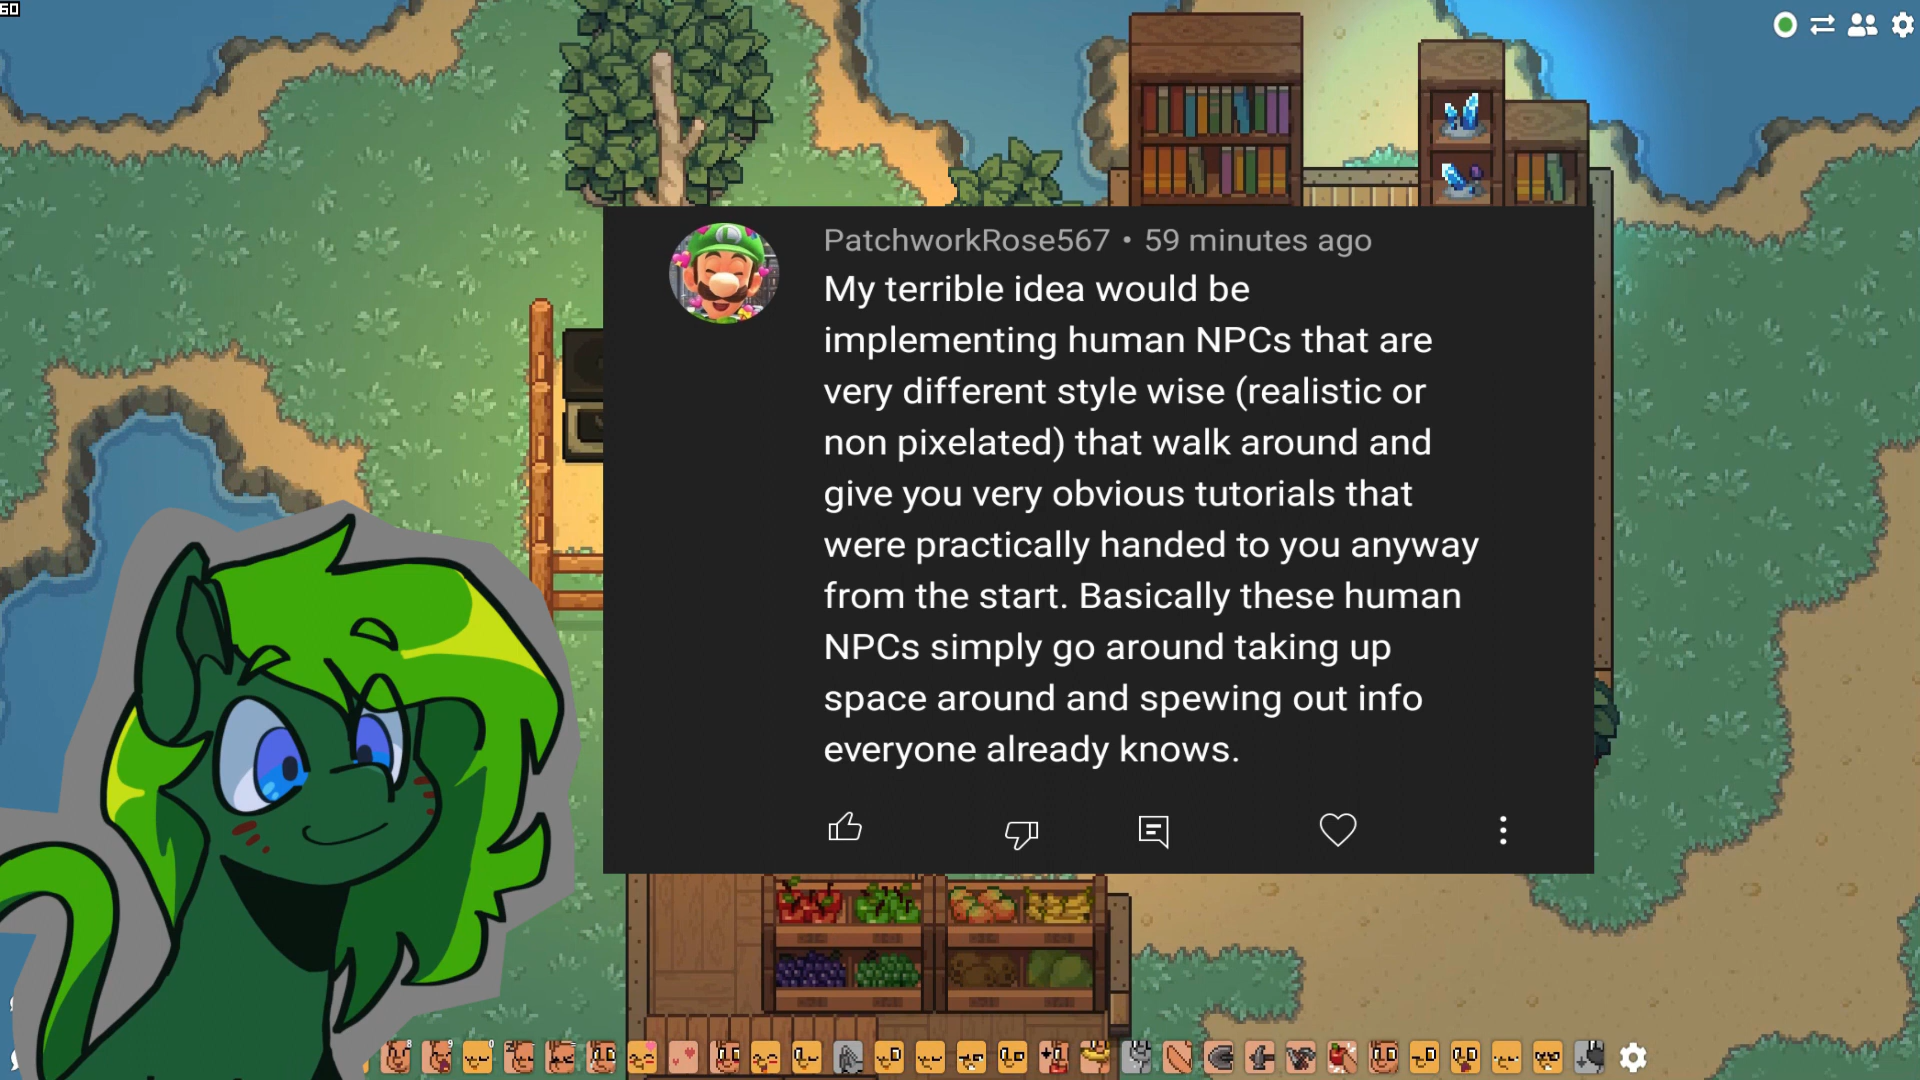 60
PatchworkRose567 • 59 minutes ago
My terrible idea would be
implementing human NPCs that are
very different style wise (realistic or
non pixelated) that walk around and
give you very obvious tutorials that
were practically handed to you anyway
from the start. Basically these human
NPCs simply go around taking up
space around and spewing out info
everyone already knows.